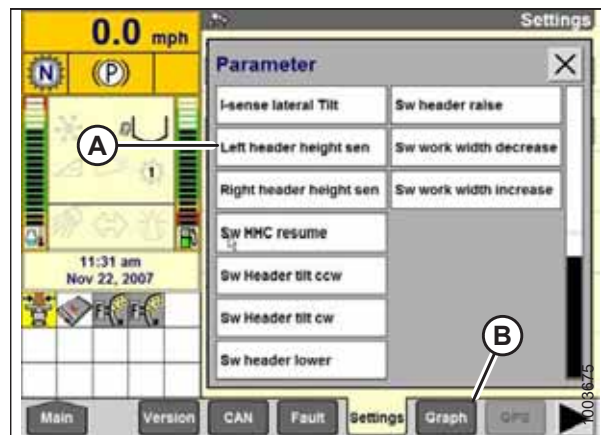 0.0 mph
Settings
N
(P)
Parameter
I-sense lateral Tilt
Sw header raise
A
Left header height sen
Sw work width decrease
1
Right header height sen
Sw work width increase
Sw HHC resume
11:31 am
Nov 22, 2007
Sw Header tilt ccw
Sw Header tilt cw
B
Sw header lower
Main
Version
CAN
Fault
Settings
Graph
GPS
1003675